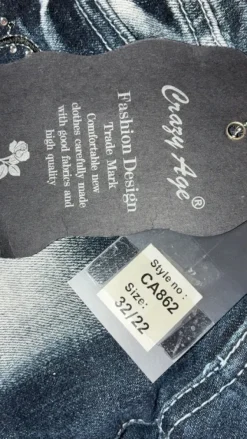 Crazy Age®
Fashion Design
Trade Mark
Comfortable new
clothes carefully made
with good fabrics and
high quality
Style no :
CA862
Size:
32/22